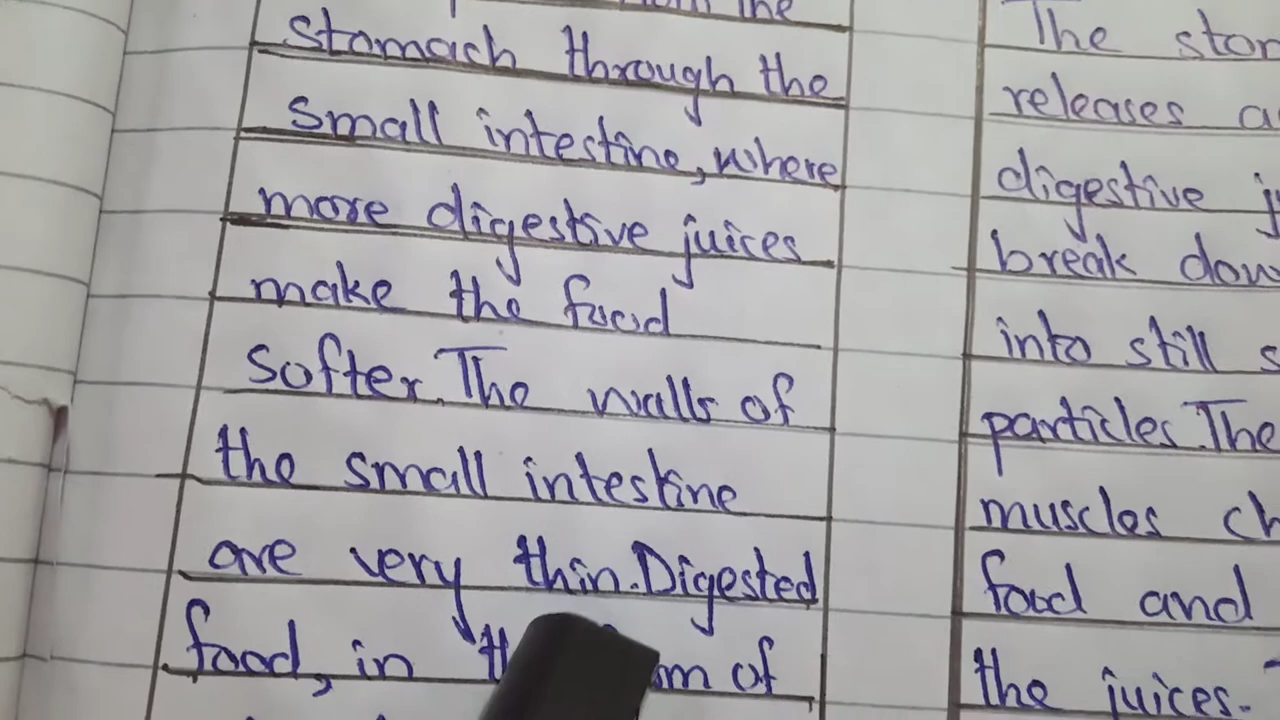 the
Stomach through the
Small intestine, where
more digestive juices
make the food
Softer. The walls of
the small intestine
are very thin. Digested
food, in of
The
releases
digestive
break
into still
particles. The
muscles
food and
the juices.